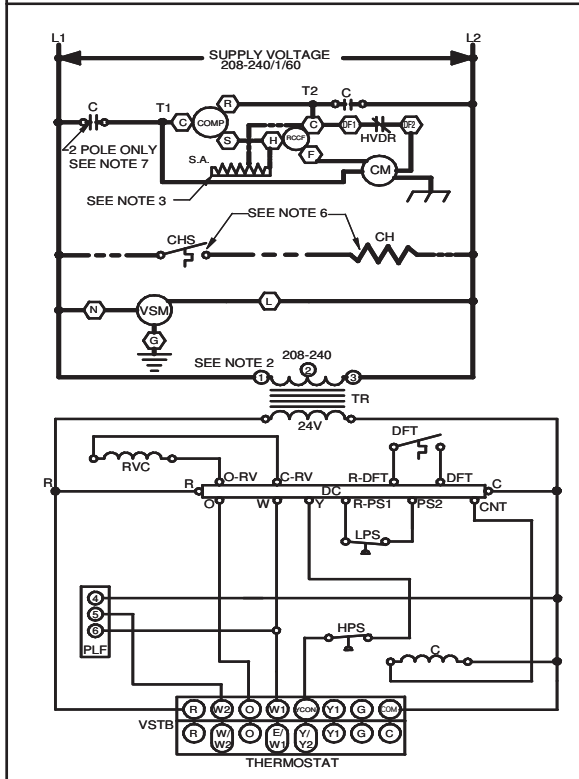 L1 L2
SUPPLY VOLTAGE
208-240/1/60
C T1 C COMP R T2 C
S H RCCF C DF1 HVDR DF2
2 POLE ONLY
SEE NOTE 7
S.A. F CM
SEE NOTE 3
SEE NOTE 6
CHS CH
N VSM L
G
SEE NOTE 2 208-240
1 2 3
TR
24V
DFT
RVC
O-RV C-RV R-DFT DFT
R R DC C
O W Y R-PS1 PS2 CNT
LPS
4
5
6
PLF
HPS
C
R W2 O W1 YCON Y1 G COM
VSTB
R W/W2 O E/W1 Y/Y2 Y1 G C
THERMOSTAT